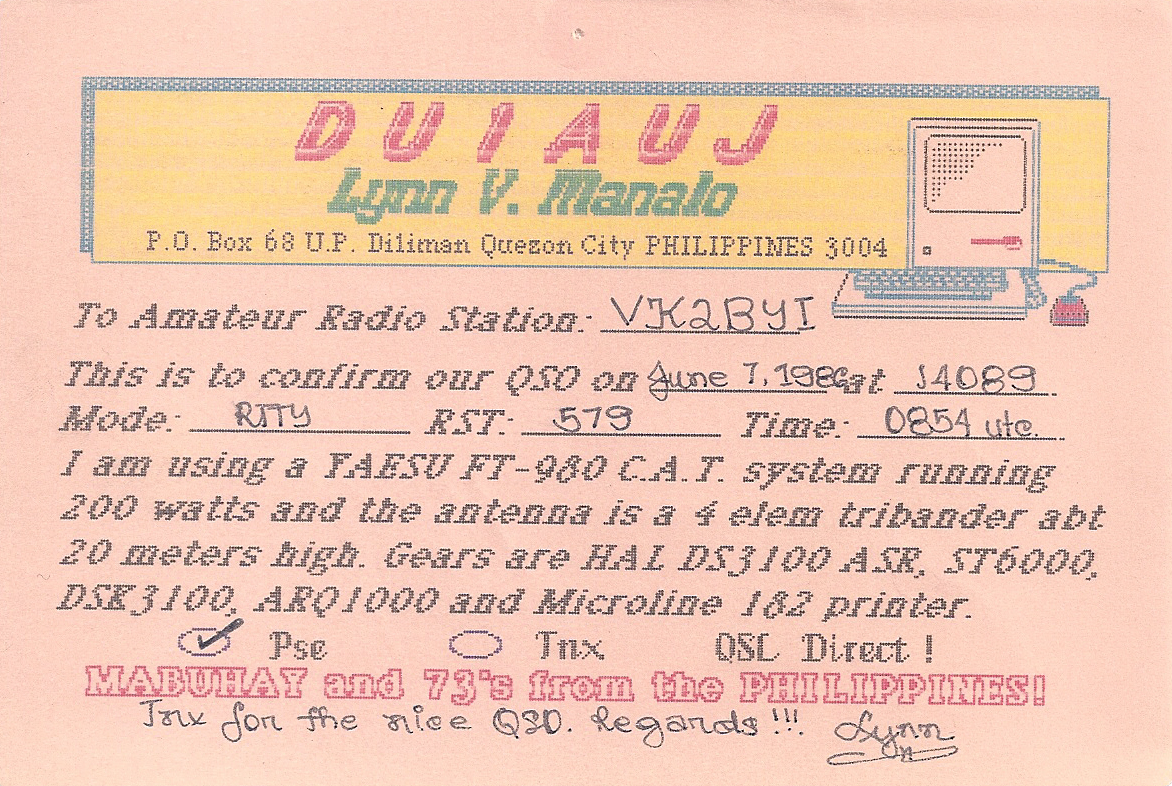 DU1AUJ
Lynn V. Manalo
P.O. Box 68 U.P. Diliman Quezon City PHILIPPINES 3004
To Amateur Radio Station: VK2BYI
This is to confirm our QSO on June 7, 1986 at 14089
Mode: RTTY RST: 579 Time: 0854 utc.
I am using a YAESU FT-980 C.A.T. system running
200 watts and the antenna is a 4 elem tribander abt
20 meters high. Gears are HAL DS3100 ASR, ST6000,
DSK3100, ARQ1000 and Microline 182 printer.
Pse Tnx QSL Direct !
MABUHAY and 73's from the PHILIPPINES!
Tnx for the nice QSO. Regards!!! Lynn